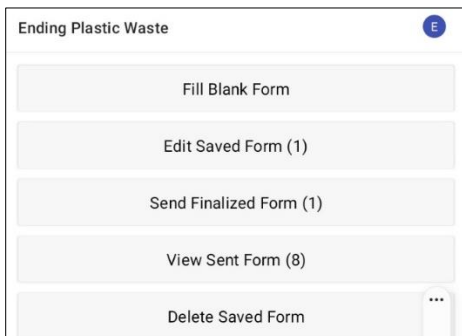 Ending Plastic Waste E
Fill Blank Form
Edit Saved Form (1)
Send Finalized Form (1)
View Sent Form (8)
Delete Saved Form